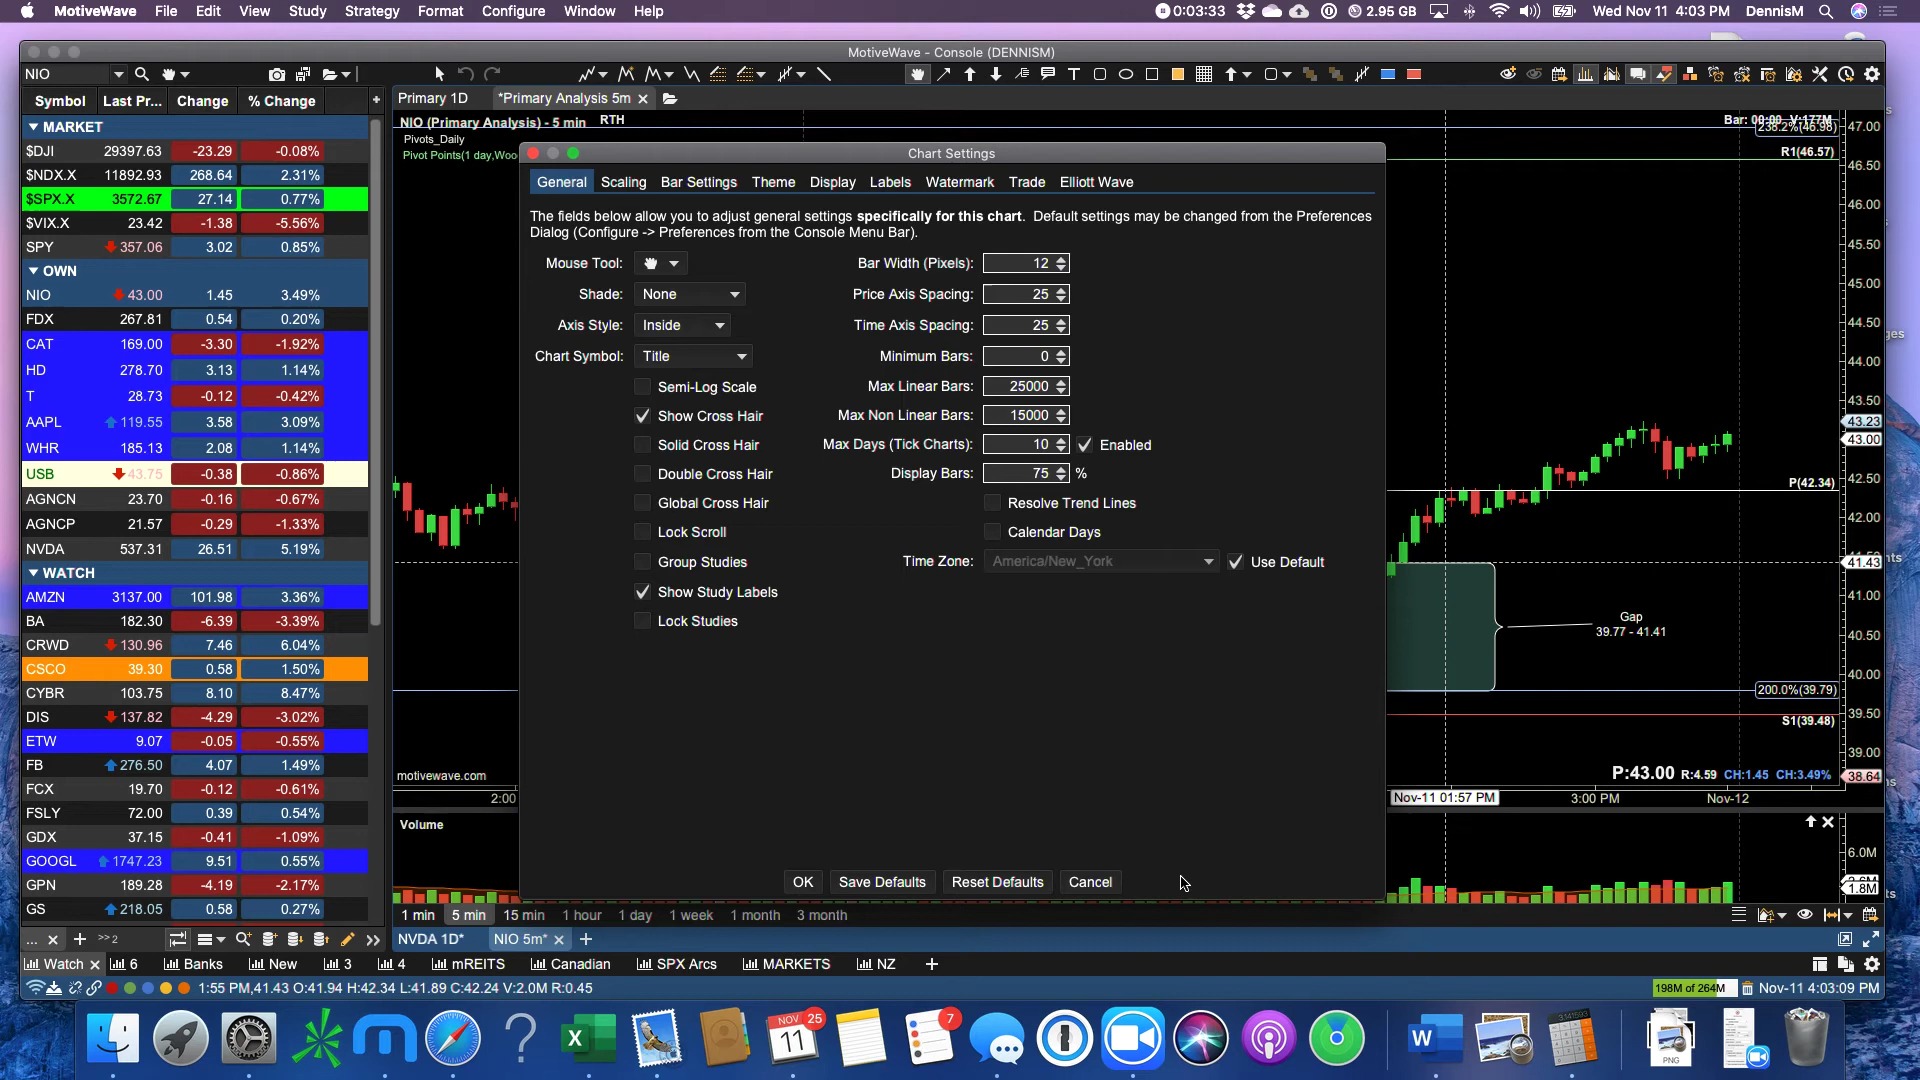 MotiveWave File Edit View Study Strategy Format Configure Window Help 0:03:33 2.95 GB Wed Nov 11 4:03 PM DennisM
MotiveWave - Console (DENNISM)
NIO
Symbol Last Pr... Change % Change
Primary 1D *Primary Analysis 5m
MARKET
$DJI 29397.63 -23.29 -0.08%
$NDX.X 11892.93 268.64 2.31%
$SPX.X 3572.67 27.14 0.77%
$VIX.X 23.42 -1.38 -5.56%
SPY 357.06 3.02 0.85%
OWN
NIO 43.00 1.45 3.49%
FDX 267.81 0.54 0.20%
CAT 169.00 -3.30 -1.92%
HD 278.70 3.13 1.14%
T 28.73 -0.12 -0.42%
AAPL 119.55 3.58 3.09%
WHR 185.13 2.08 1.14%
USB 43.75 -0.38 -0.86%
AGNCN 23.70 -0.16 -0.67%
AGNCP 21.57 -0.29 -1.33%
NVDA 537.31 26.51 5.19%
WATCH
AMZN 3137.00 101.98 3.36%
BA 182.30 -6.39 -3.39%
CRWD 130.96 7.46 6.04%
CSCO 39.30 0.58 1.50%
CYBR 103.75 8.10 8.47%
DIS 137.82 -4.29 -3.02%
ETW 9.07 -0.05 -0.55%
FB 276.50 4.07 1.49%
FCX 19.70 -0.12 -0.61%
FSLY 72.00 0.39 0.54%
GDX 37.15 -0.41 -1.09%
GOOGL 1747.23 9.51 0.55%
GPN 189.28 -4.19 -2.17%
GS 218.05 0.58 0.27%
NIO (Primary Analysis) - 5 min RTH
Pivots_Daily
Pivot Points(1 day,Woo
Chart Settings
General Scaling Bar Settings Theme Display Labels Watermark Trade Elliott Wave
The fields below allow you to adjust general settings specifically for this chart. Default settings may be changed from the Preferences
Dialog (Configure -> Preferences from the Console Menu Bar).
Mouse Tool:
Shade: None
Axis Style: Inside
Chart Symbol: Title
Semi-Log Scale
Show Cross Hair
Solid Cross Hair
Double Cross Hair
Global Cross Hair
Lock Scroll
Group Studies
Show Study Labels
Lock Studies
Bar Width (Pixels): 12
Price Axis Spacing: 25
Time Axis Spacing: 25
Minimum Bars: 0
Max Linear Bars: 25000
Max Non Linear Bars: 15000
Max Days (Tick Charts): 10 Enabled
Display Bars: 75 %
Resolve Trend Lines
Calendar Days
Time Zone: America/New_York Use Default
OK Save Defaults Reset Defaults Cancel
Bar: 00:00 V:177M
238.2%(46.98)
R1(46.57)
P(42.34)
Gap
39.77 - 41.41
200.0%(39.79)
S1(39.48)
P:43.00 R:4.59 CH:1.45 CH:3.49%
47.00
46.50
46.00
45.50
45.00
44.50
44.00
43.50
43.23
43.00
42.50
42.00
41.43
41.00
40.50
40.00
39.50
39.00
38.64
motivewave.com
2:00 Nov-11 01:57 PM 3:00 PM Nov-12
Volume
6.0M
1.8M
1 min 5 min 15 min 1 hour 1 day 1 week 1 month 3 month
... >>2
NVDA 1D* NIO 5m*
Watch 6 Banks New 3 4 mREITS Canadian SPX Arcs MARKETS NZ
1:55 PM,41.43 O:41.94 H:42.34 L:41.89 C:42.24 V:2.0M R:0.45
198M of 264M Nov-11 4:03:09 PM
NOV 25
11
7
3.141593
PNG